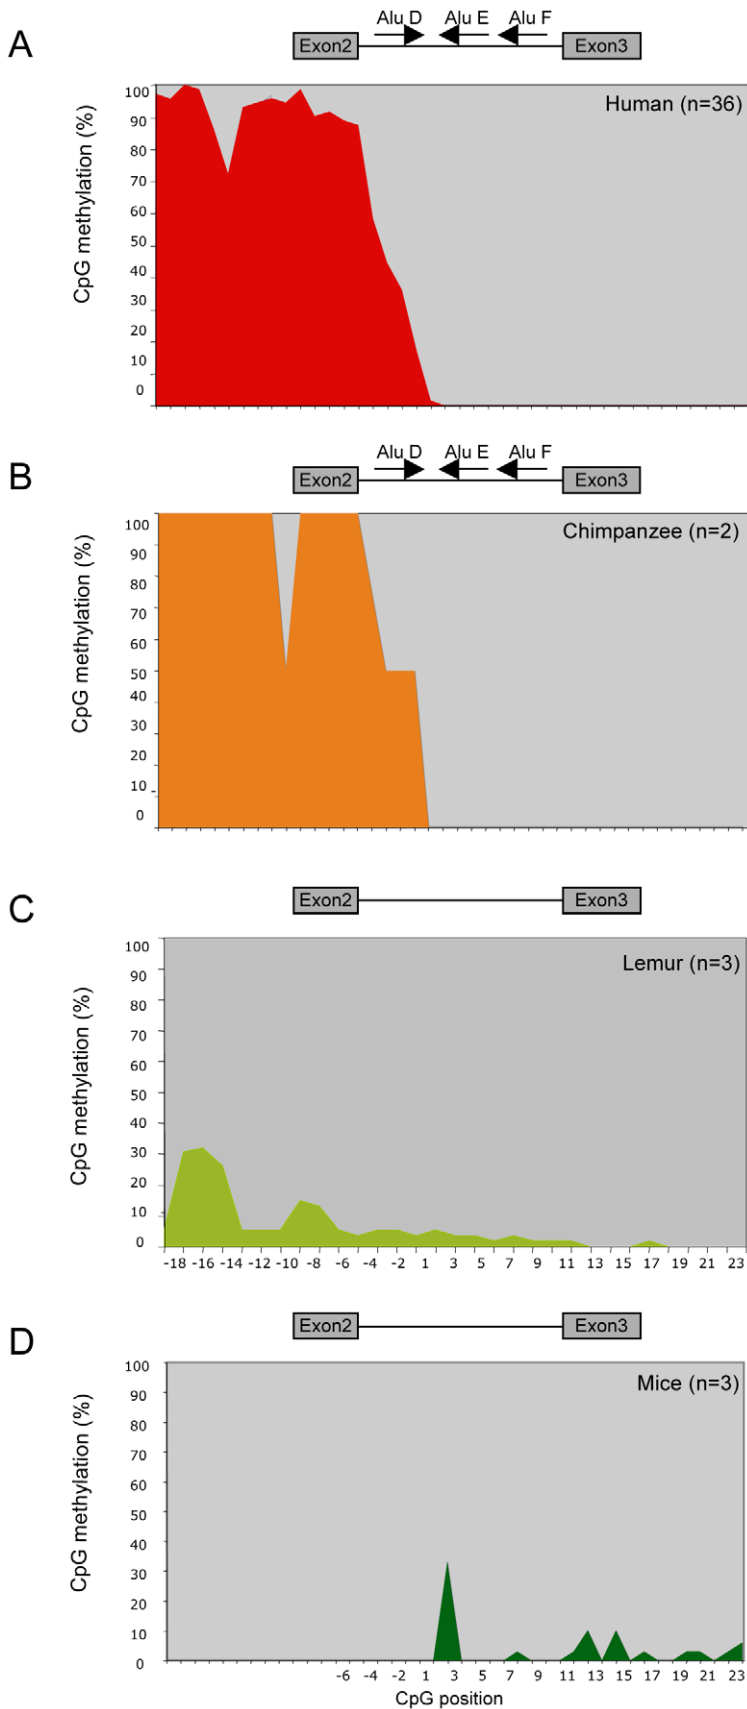 A
Alu D Alu E Alu F
Exon2 Exon3
Human (n=36)
CpG methylation (%)
100
90
80
70
60
50
40
30
20
10
0
B
Alu D Alu E Alu F
Exon2 Exon3
Chimpanzee (n=2)
CpG methylation (%)
100
90
80
70
60
50
40
30
20
10
0
C
Exon2 Exon3
Lemur (n=3)
CpG methylation (%)
100
90
80
70
60
50
40
30
20
10
0
-18 -16 -14 -12 -10 -8 -6 -4 -2 1 3 5 7 9 11 13 15 17 19 21 23
D
Exon2 Exon3
Mice (n=3)
CpG methylation (%)
100
90
80
70
60
50
40
30
20
10
0
-6 -4 -2 1 3 5 7 9 11 13 15 17 19 21 23
CpG position